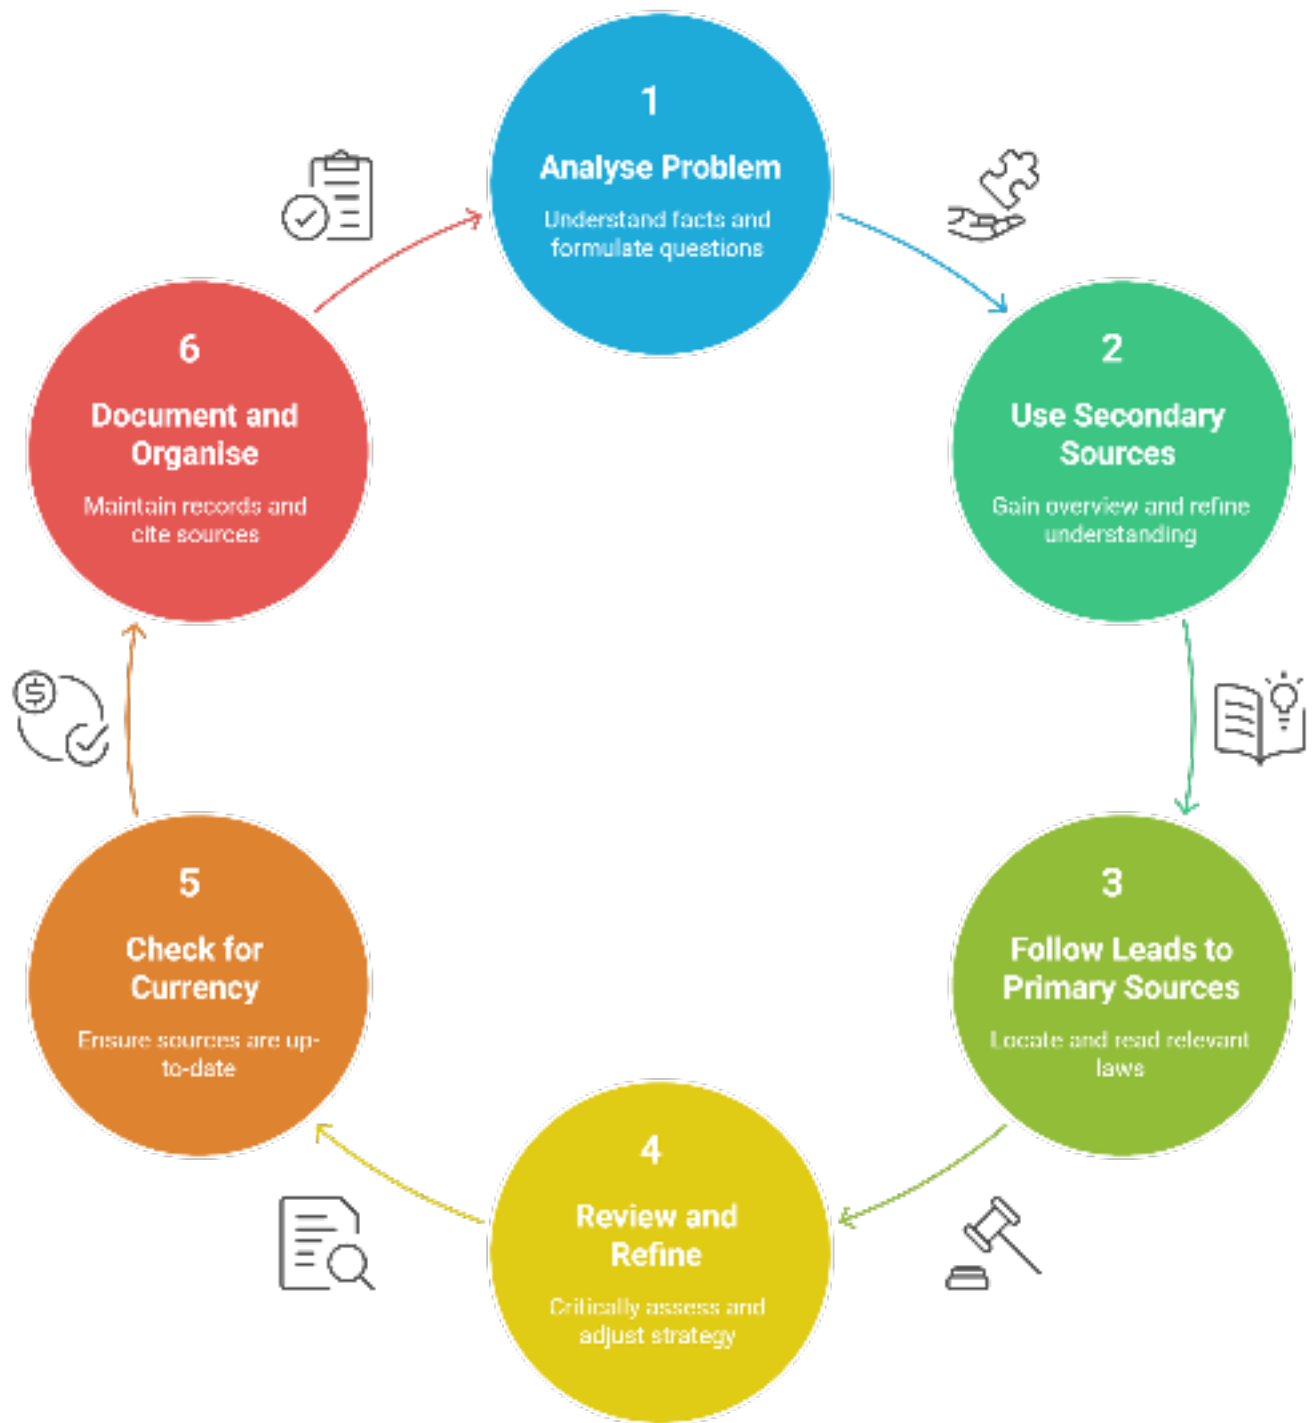 1
Analyse Problem
Understand facts and
formulate questions
2
Use Secondary
Sources
Gain overview and refine
understanding
3
Follow Leads to
Primary Sources
Locate and read relevant
laws
4
Review and
Refine
Critically assess and
adjust strategy
5
Check for
Currency
Ensure sources are up-
to-date
6
Document and
Organise
Maintain records and
cite sources
$